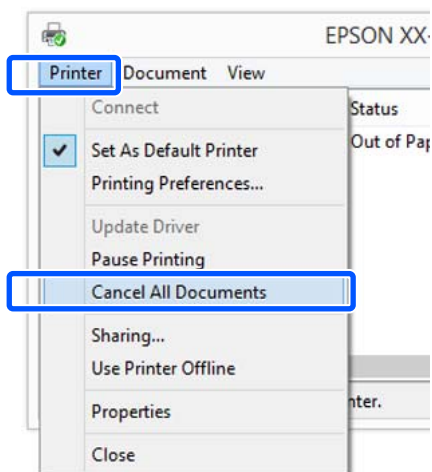 EPSON XX-
Printer Document View
Connect
Status
Set As Default Printer
Out of Pap
Printing Preferences...
Update Driver
Pause Printing
Cancel All Documents
Sharing...
Use Printer Offline
Properties
nter.
Close